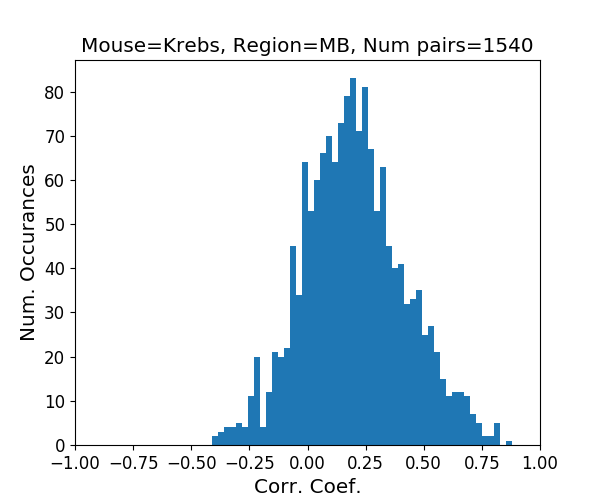 Mouse=Krebs, Region=MB, Num pairs=1540
Num. Occurances
80
70
60
50
40
30
20
10
0
−1.00 −0.75 −0.50 −0.25 0.00 0.25 0.50 0.75 1.00
Corr. Coef.